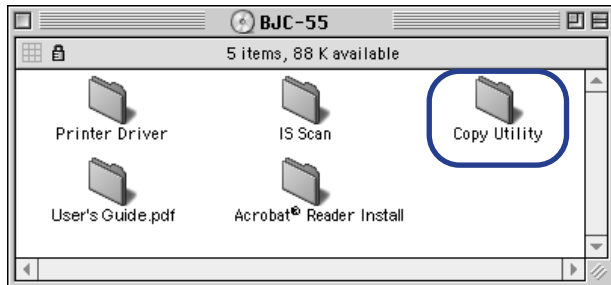 BJC-55
5 items, 88 K available
Printer Driver
IS Scan
Copy Utility
User's Guide.pdf
Acrobat® Reader Install